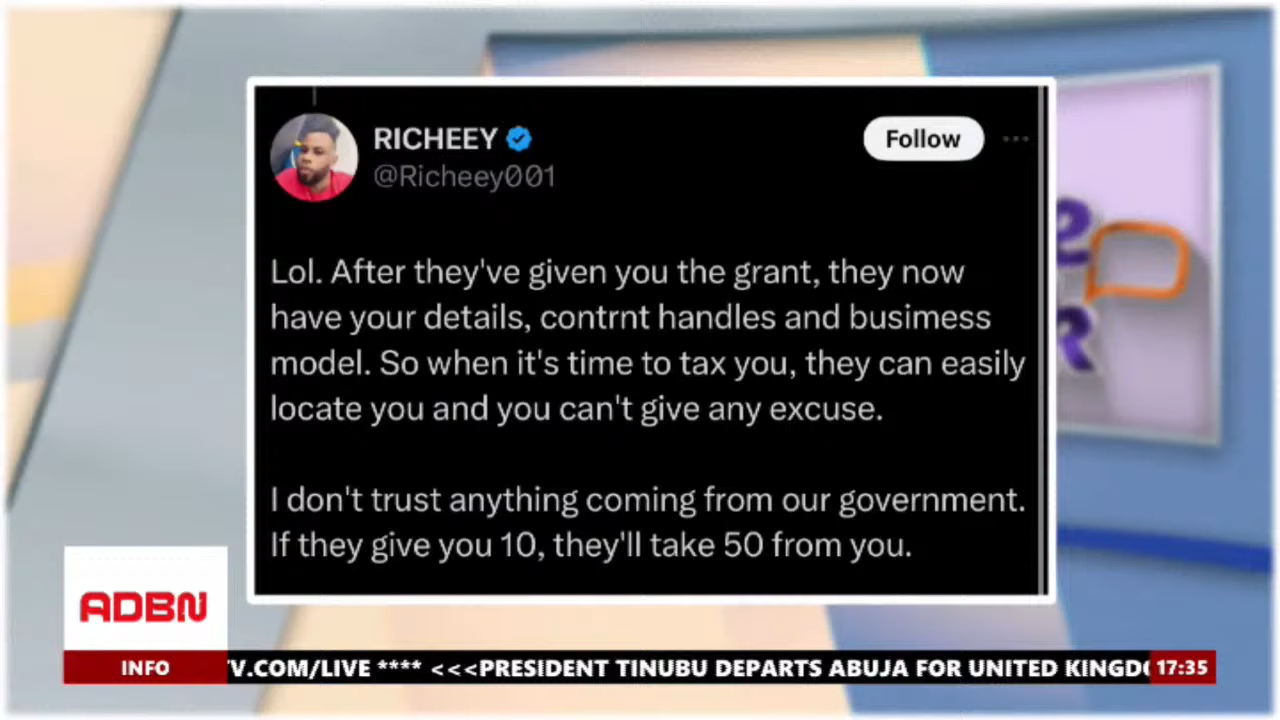 RICHEEY
@Richeey001
Follow
Lol. After they've given you the grant, they now
have your details, contrnt handles and busimess
model. So when it's time to tax you, they can easily
locate you and you can't give any excuse.
I don't trust anything coming from our government.
If they give you 10, they'll take 50 from you.
ADBN
INFO
TV.COM/LIVE **** <<<PRESIDENT TINUBU DEPARTS ABUJA FOR UNITED KINGDO
17:35